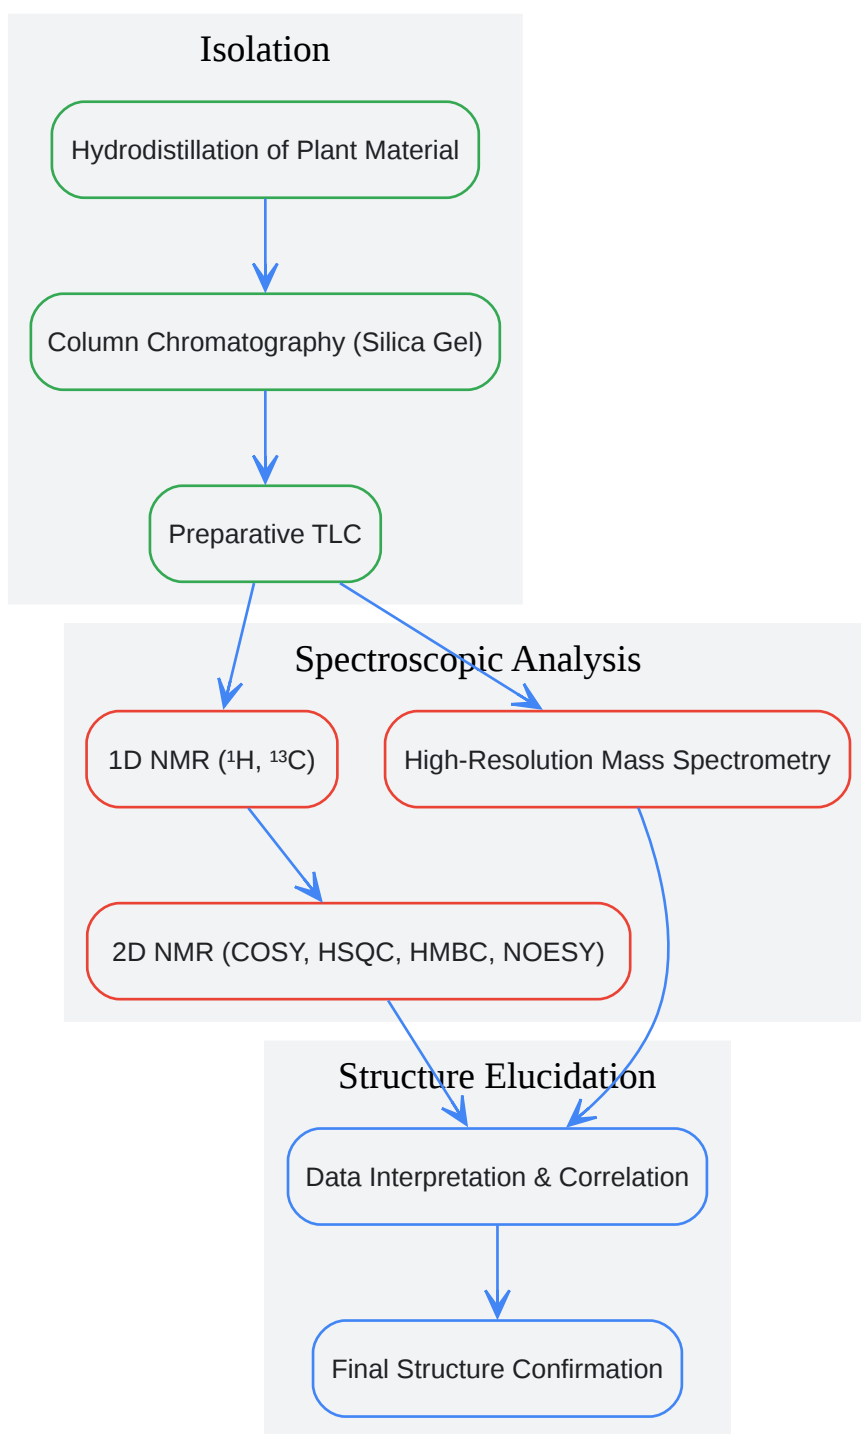 Isolation
Hydrodistillation of Plant Material
Column Chromatography (Silica Gel)
Preparative TLC
Spectroscopic Analysis
1D NMR (¹H, ¹³C)
High-Resolution Mass Spectrometry
2D NMR (COSY, HSQC, HMBC, NOESY)
Structure Elucidation
Data Interpretation & Correlation
Final Structure Confirmation